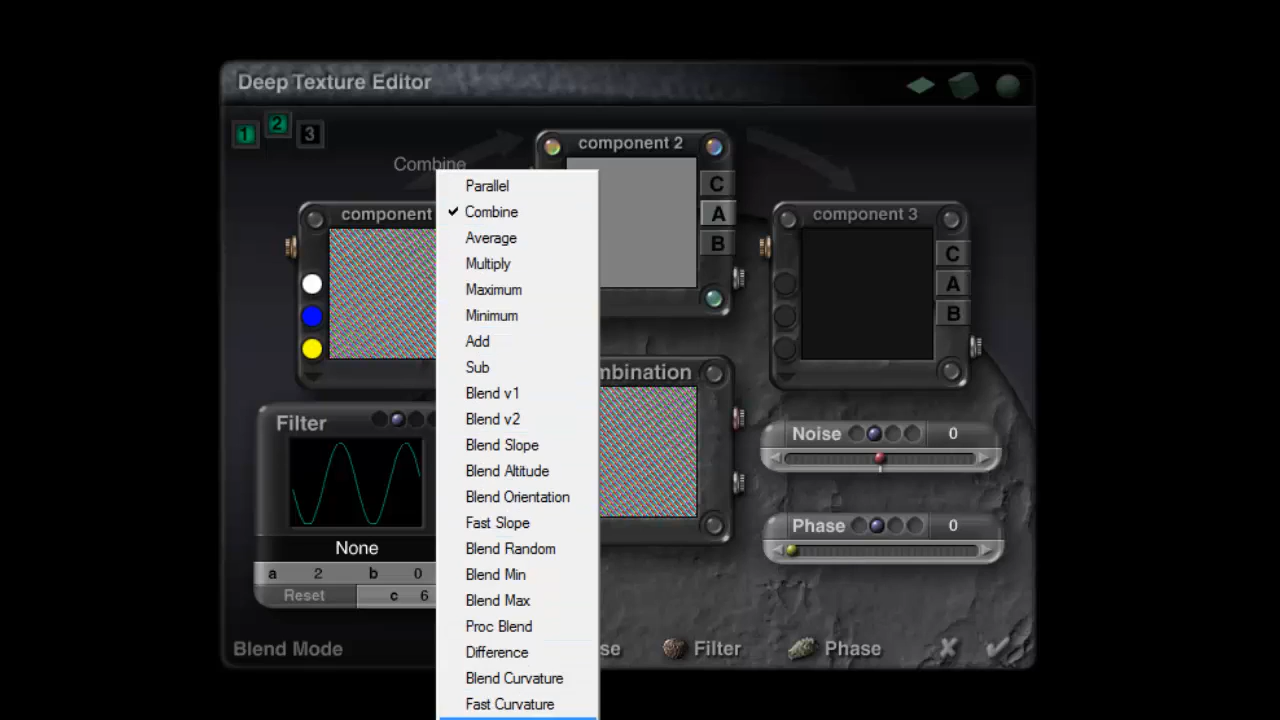 Deep Texture Editor
1 2 3
Combine
component 2
C
A
B
component
component 3
C
A
B
Parallel
Combine
Average
Multiply
Maximum
Minimum
Add
Sub
Blend v1
Blend v2
Blend Slope
Blend Altitude
Blend Orientation
Fast Slope
Blend Random
Blend Min
Blend Max
Proc Blend
Difference
Blend Curvature
Fast Curvature
mbination
Filter
None
a 2 b 0
Reset c 6
Noise 0
Phase 0
Blend Mode se Filter Phase